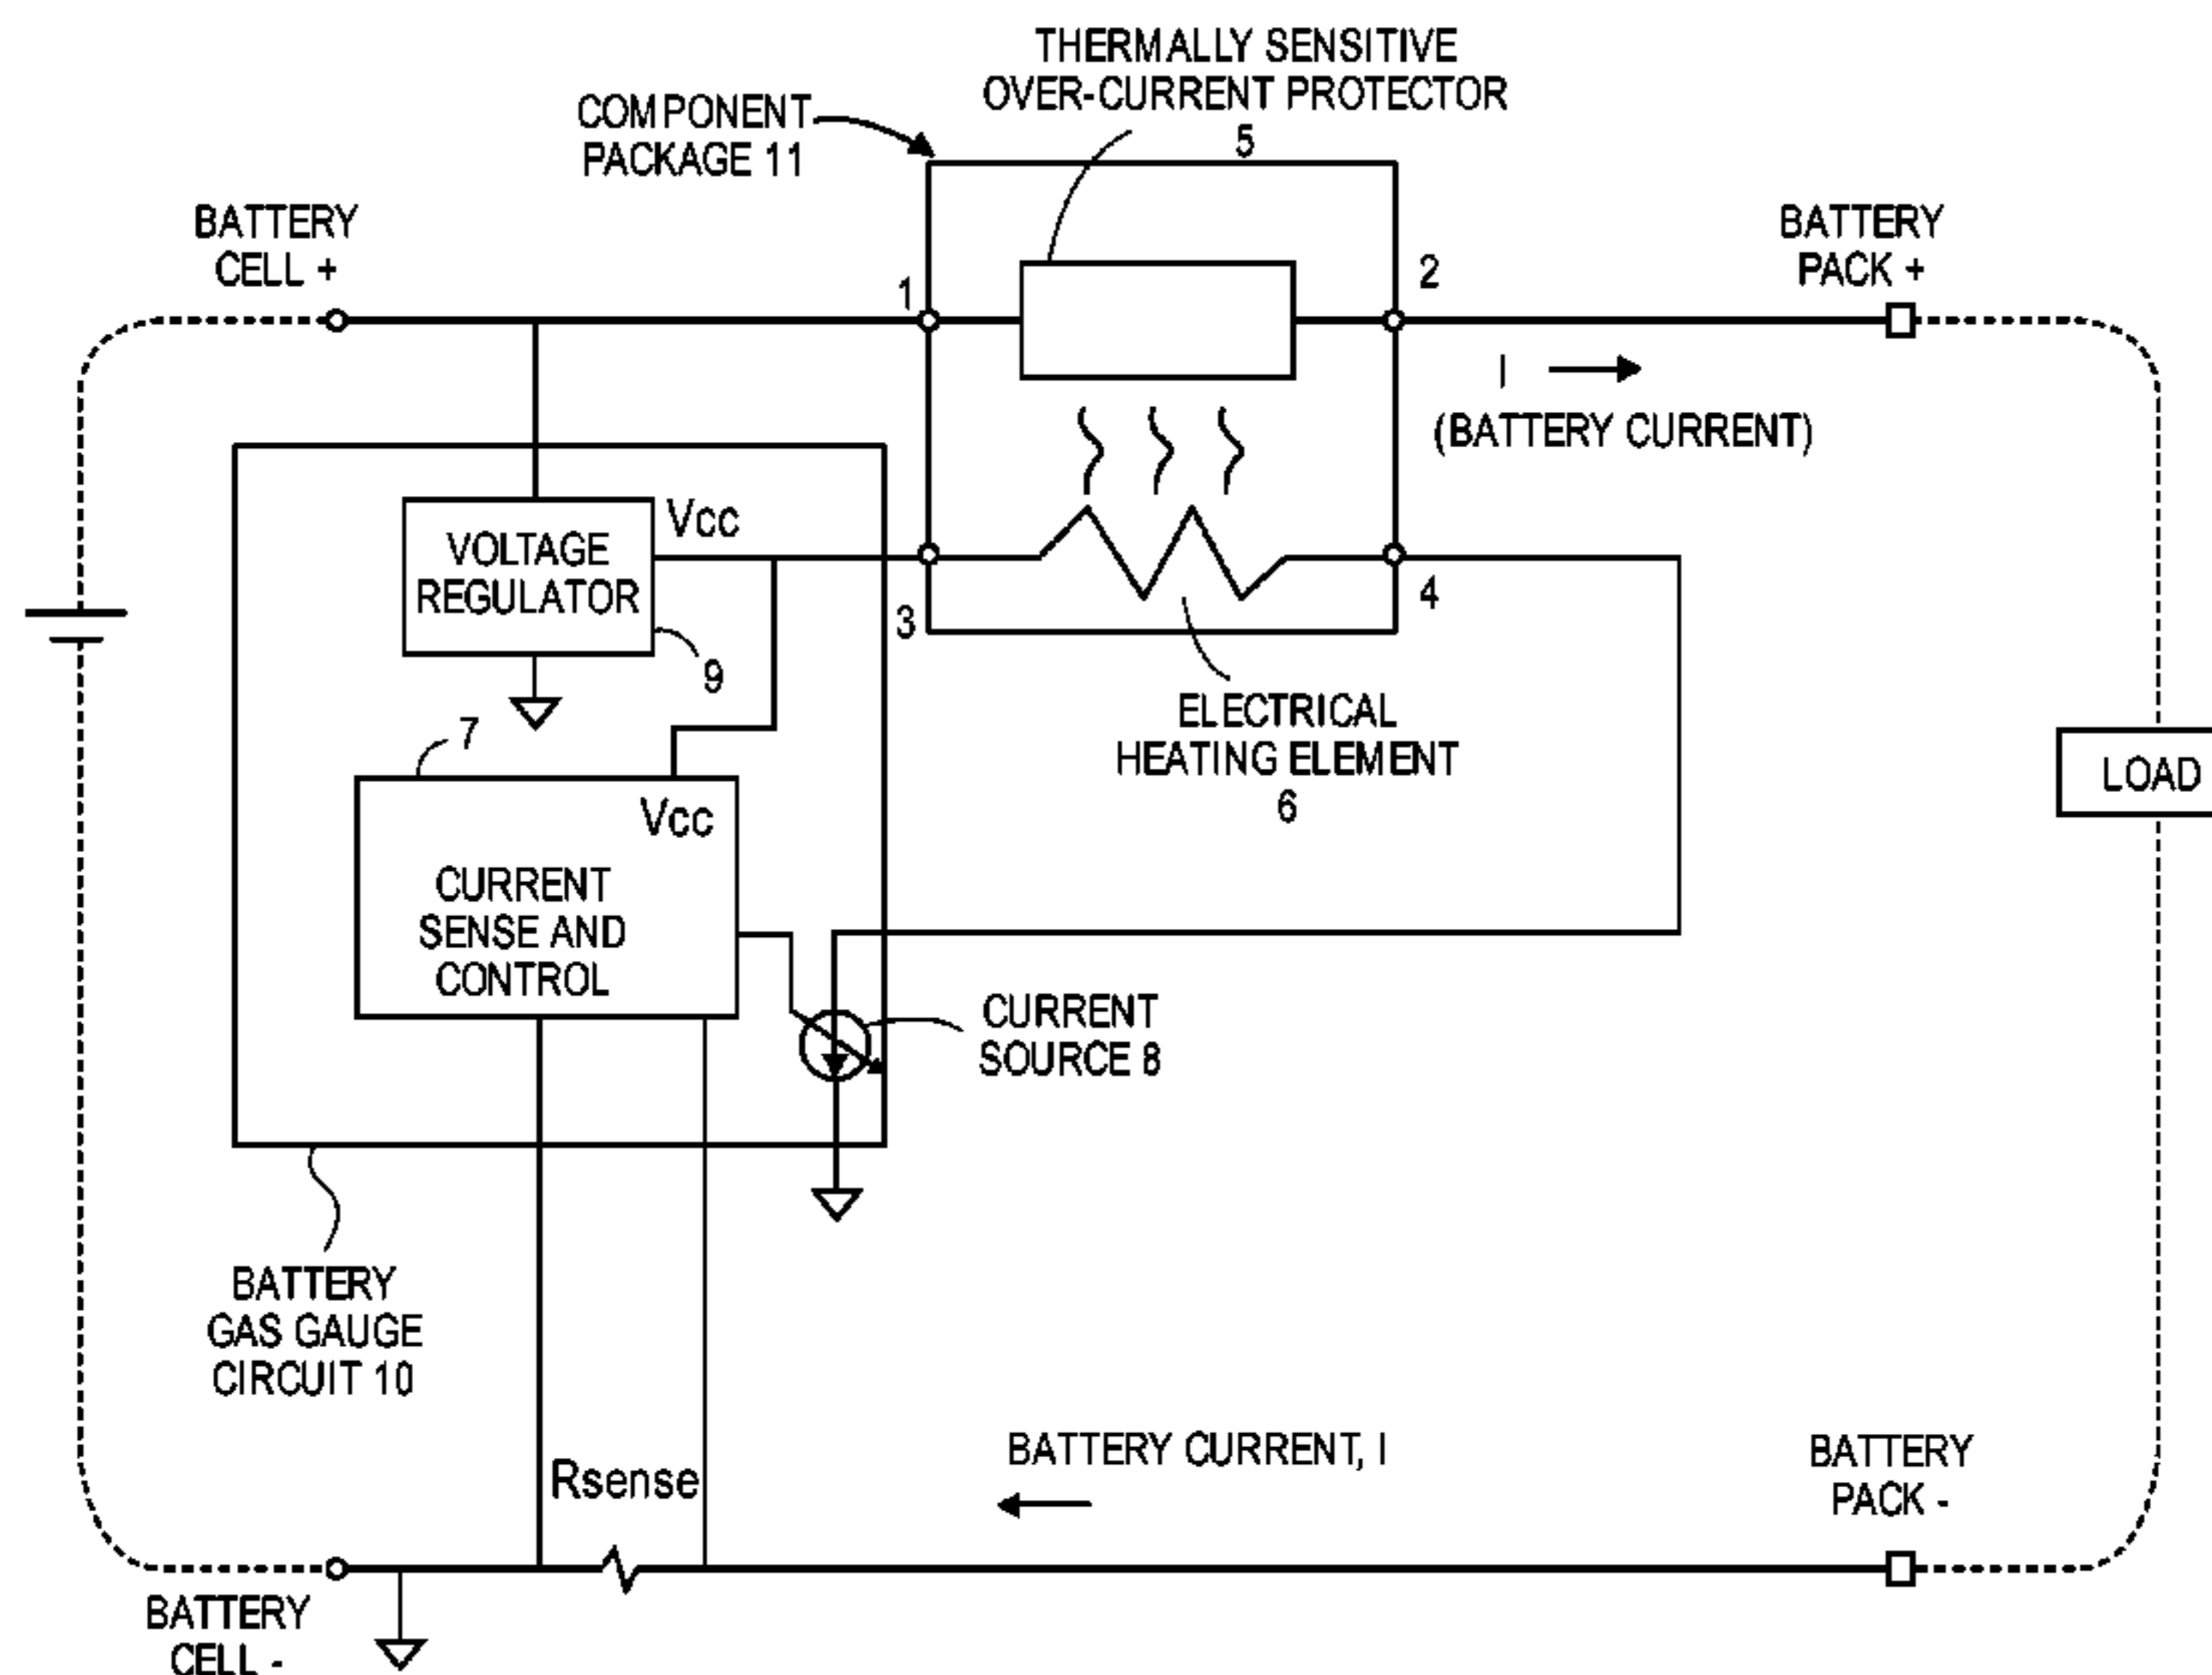 THERMALLY SENSITIVE
OVER-CURRENT PROTECTOR
5
COMPONENT
PACKAGE 11
BATTERY
CELL +
1
2
BATTERY
PACK +
I
(BATTERY CURRENT)
VOLTAGE
REGULATOR
Vcc
9
3
4
ELECTRICAL
HEATING ELEMENT
6
7
Vcc
CURRENT
SENSE AND
CONTROL
LOAD
CURRENT
SOURCE 8
BATTERY
GAS GAUGE
CIRCUIT 10
Rsense
BATTERY CURRENT, I
BATTERY
PACK -
BATTERY
CELL -